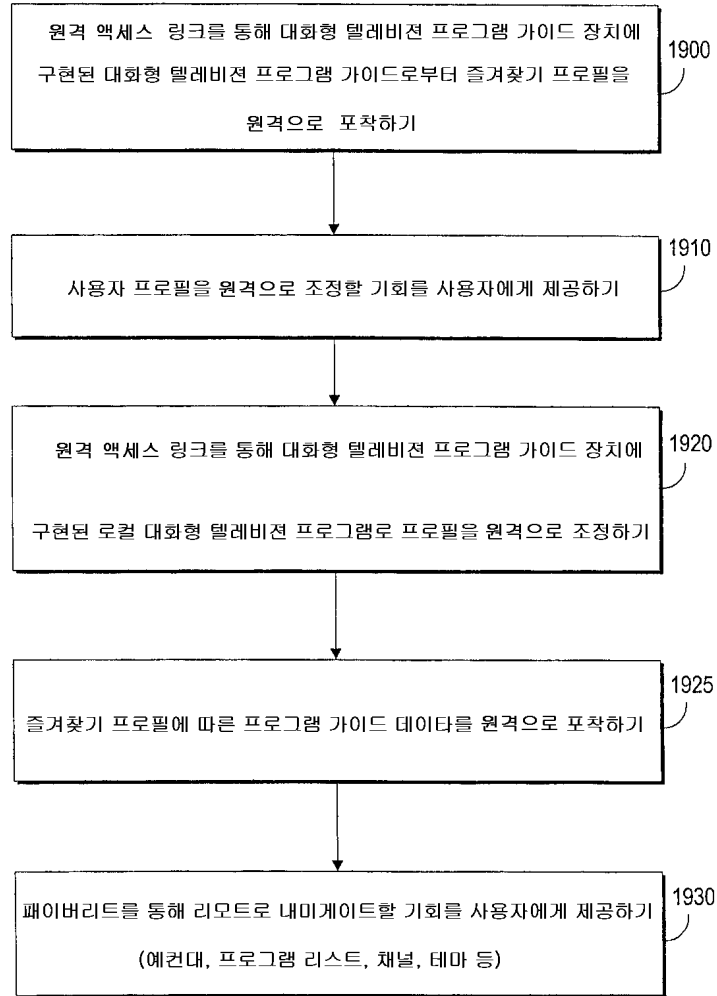 원격 액세스 링크를 통해 대화형 텔레비젼 프로그램 가이드 장치에
구현된 대화형 텔레비젼 프로그램 가이드로부터 즐겨찾기 프로필을
원격으로 포착하기
1900
사용자 프로필을 원격으로 조정할 기회를 사용자에게 제공하기
1910
원격 액세스 링크를 통해 대화형 텔레비젼 프로그램 가이드 장치에
구현된 로컬 대화형 텔레비젼 프로그램로 프로필을 원격으로 조정하기
1920
즐겨찾기 프로필에 따른 프로그램 가이드 데이타를 원격으로 포착하기
1925
패이버리트를 통해 리모트로 내미게이트할 기회를 사용자에게 제공하기
(예컨대, 프로그램 리스트, 채널, 테마 등)
1930